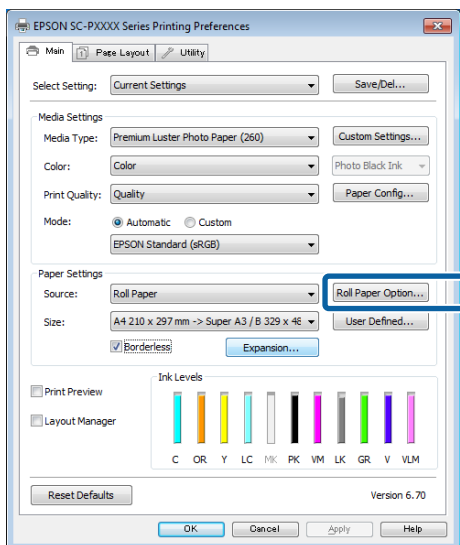 EPSON SC-PXXXX Series Printing Preferences
Main Page Layout Utility
Select Setting: Current Settings Save/Del...
Media Settings
Media Type: Premium Luster Photo Paper (260) Custom Settings...
Color: Color Photo Black Ink
Print Quality: Quality Paper Config...
Mode: Automatic Custom
EPSON Standard (sRGB)
Paper Settings
Source: Roll Paper Roll Paper Option...
Size: A4 210 x 297 mm -> Super A3 / B 329 x 48 User Defined...
Borderless Expansion...
Ink Levels
Print Preview
Layout Manager
C OR Y LC MK PK VM LK GR V VLM
Reset Defaults Version 6.70
OK Cancel Apply Help